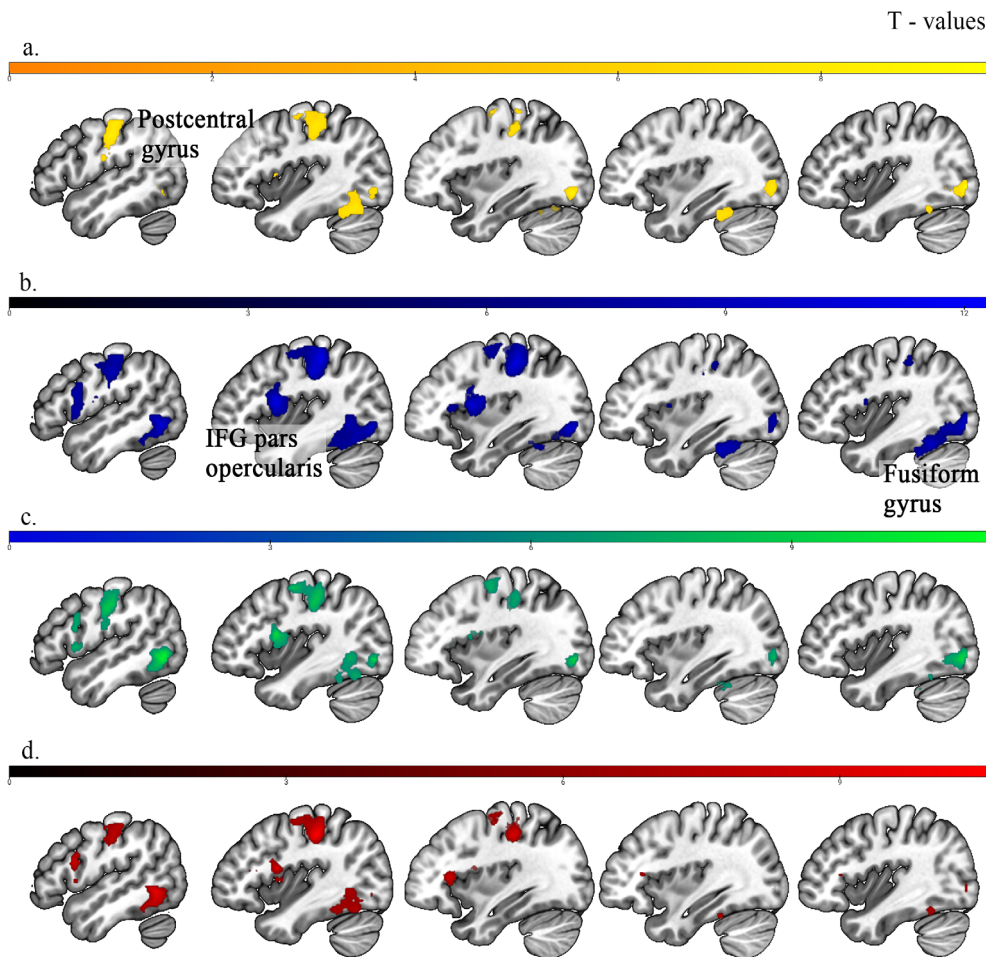 T - values
a.
0 2 4 6 8
Postcentral
gyrus
b.
0 3 6 9 12
IFG pars
opercularis
Fusiform
gyrus
c.
0 3 6 9
d.
0 3 6 9